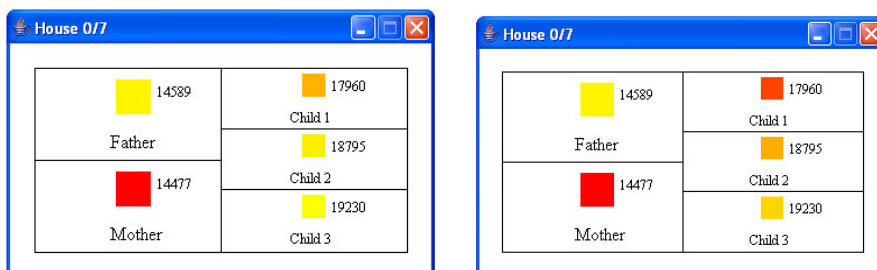 House 0/7
14589
Father
14477
Mother
17960
Child 1
18795
Child 2
19230
Child 3
House 0/7
14589
Father
14477
Mother
17960
Child 1
18795
Child 2
19230
Child 3